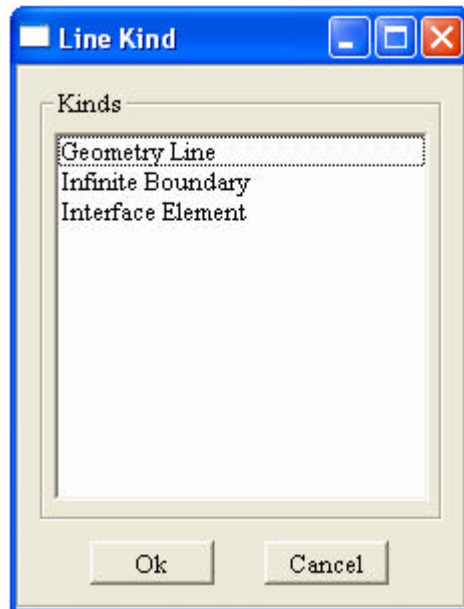 Line Kind
Kinds
Geometry Line
Infinite Boundary
Interface Element
Ok
Cancel